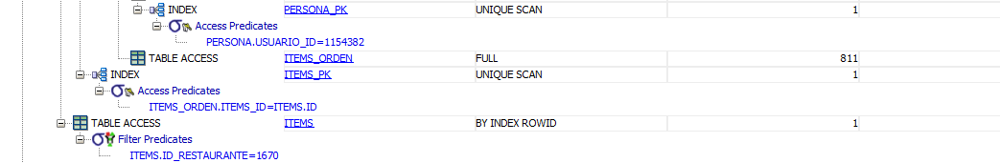 INDEX PERSONA_PK UNIQUE SCAN 1
Access Predicates
PERSONA.USUARIO_ID=1154382
TABLE ACCESS ITEMS_ORDEN FULL 811
INDEX ITEMS_PK UNIQUE SCAN 1
Access Predicates
ITEMS_ORDEN.ITEMS_ID=ITEMS.ID
TABLE ACCESS ITEMS BY INDEX ROWID 1
Filter Predicates
ITEMS.ID_RESTAURANTE=1670